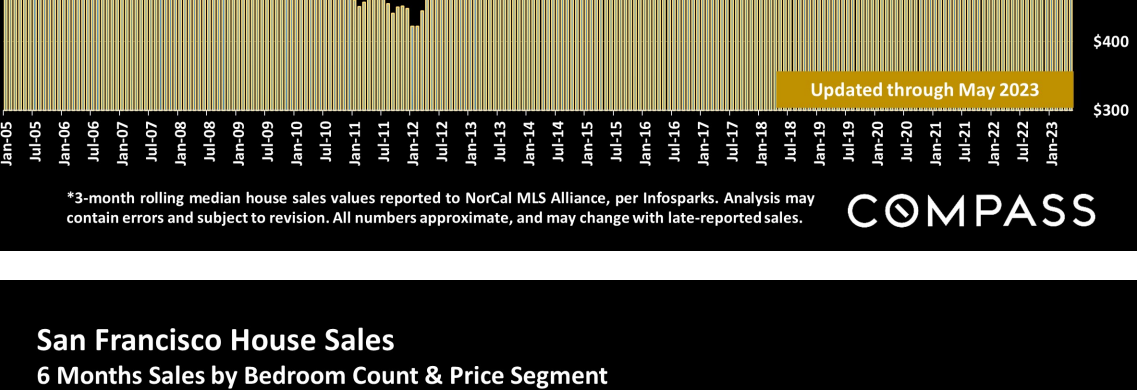 $400
Updated through May 2023
$300
Jan-05
Jul-05
Jan-06
Jul-06
Jan-07
Jul-07
Jan-08
Jul-08
Jan-09
Jul-09
Jan-10
Jul-10
Jan-11
Jul-11
Jan-12
Jul-12
Jan-13
Jul-13
Jan-14
Jul-14
Jan-15
Jul-15
Jan-16
Jul-16
Jan-17
Jul-17
Jan-18
Jul-18
Jan-19
Jul-19
Jan-20
Jul-20
Jan-21
Jul-21
Jan-22
Jul-22
Jan-23
*3-month rolling median house sales values reported to NorCal MLS Alliance, per Infosparks. Analysis may
contain errors and subject to revision. All numbers approximate, and may change with late-reported sales.
COMPASS
San Francisco House Sales
6 Months Sales by Bedroom Count & Price Segment